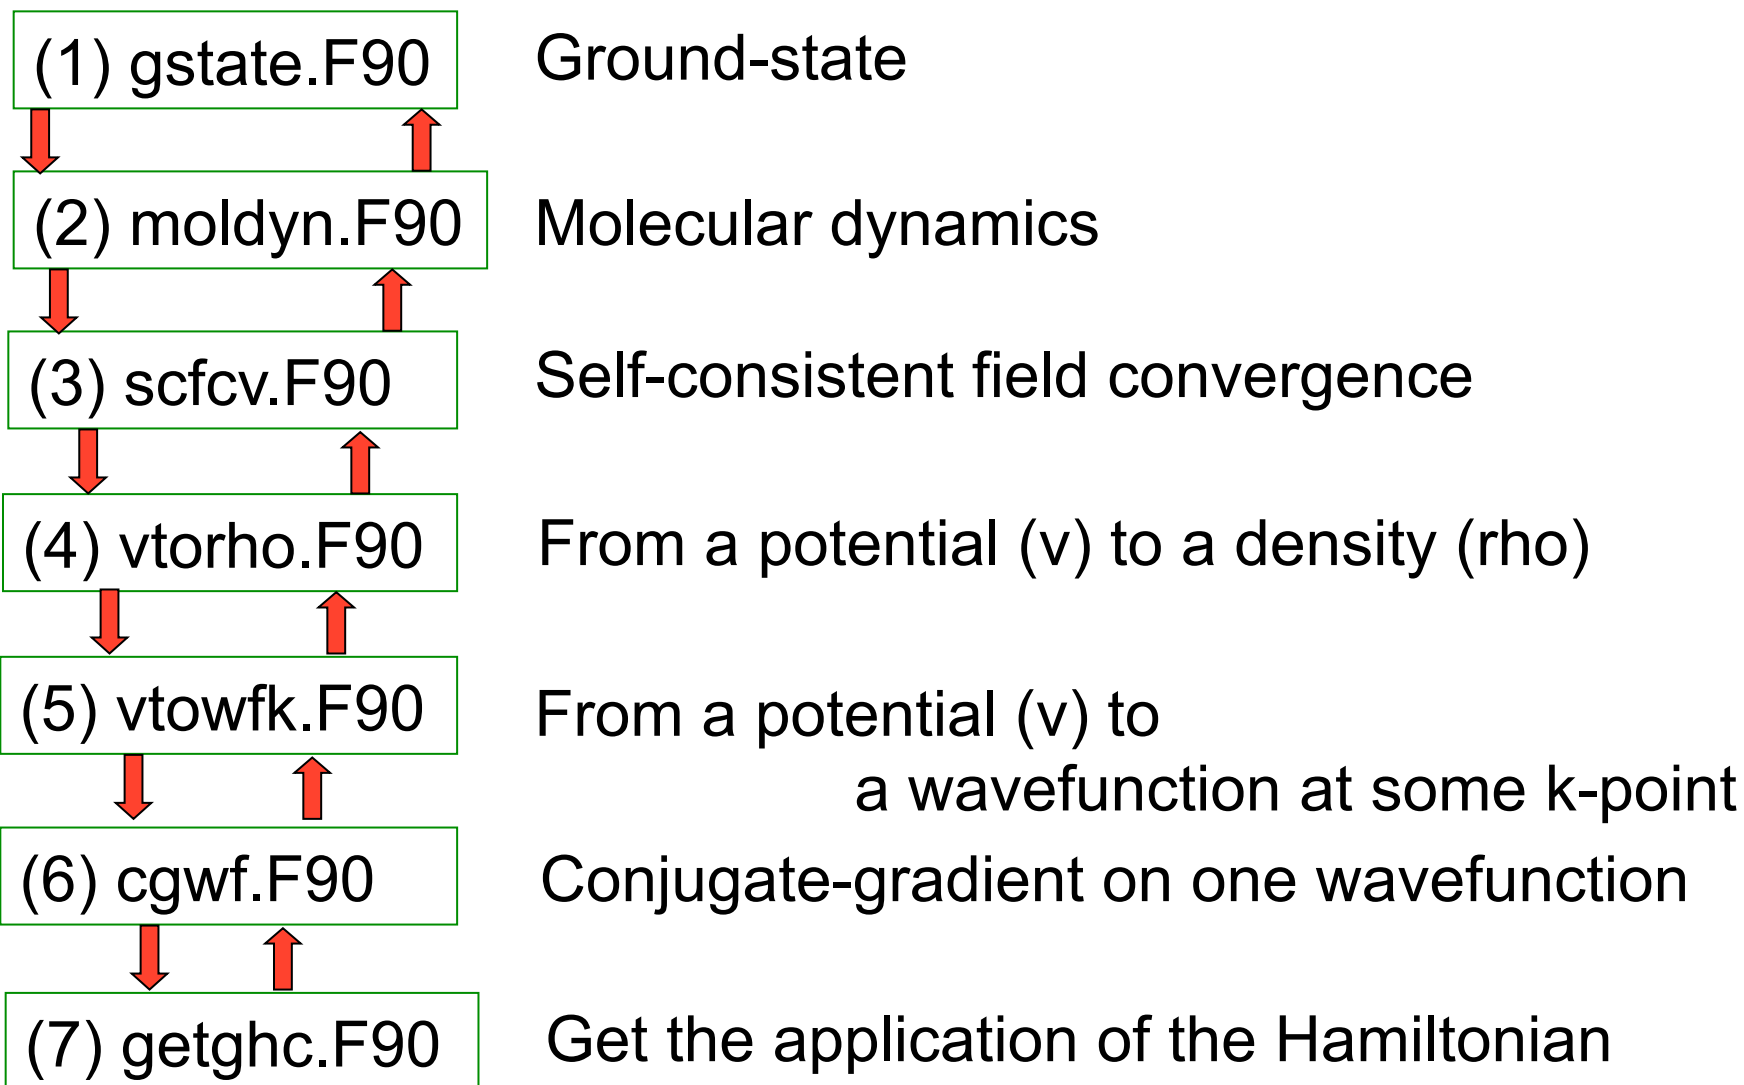 (1) gstate.F90 Ground-state
(2) moldyn.F90 Molecular dynamics
(3) scfcv.F90 Self-consistent field convergence
(4) vtorho.F90 From a potential (v) to a density (rho)
(5) vtowfk.F90 From a potential (v) to
a wavefunction at some k-point
(6) cgwf.F90 Conjugate-gradient on one wavefunction
(7) getghc.F90 Get the application of the Hamiltonian